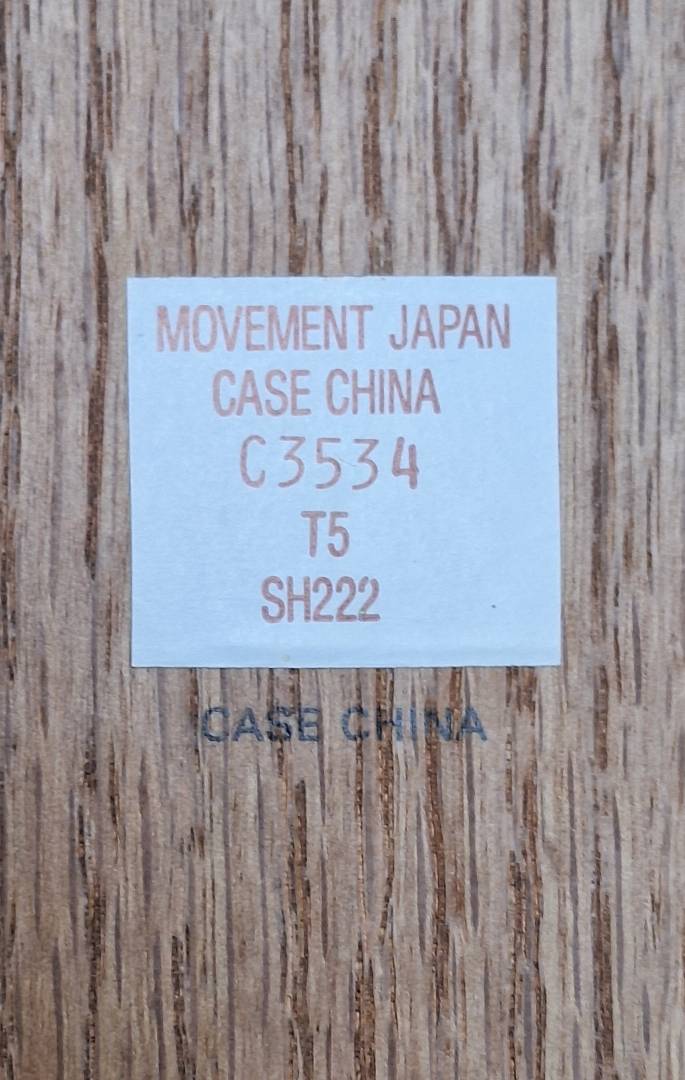 MOVEMENT JAPAN
CASE CHINA
C3534
T5
SH222
CASE CHINA